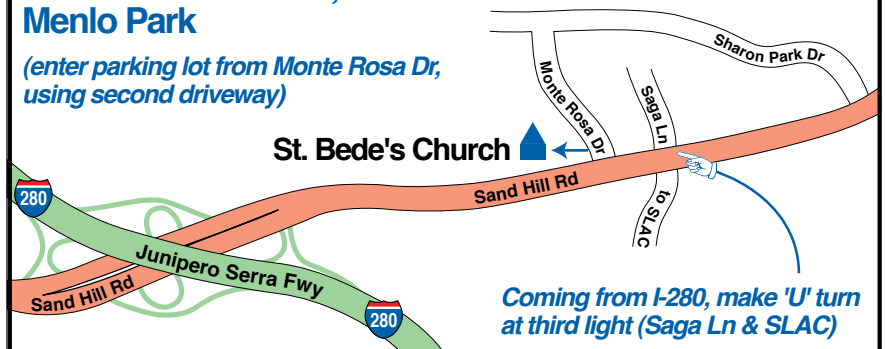 Menlo Park
(enter parking lot from Monte Rosa Dr,
using second driveway)
Sharon Park Dr
Monte Rosa Dr
Saga Ln
St. Bede's Church
Sand Hill Rd
to SLAC
280
Junipero Serra Fwy
Sand Hill Rd
280
Coming from I-280, make 'U' turn
at third light (Saga Ln & SLAC)